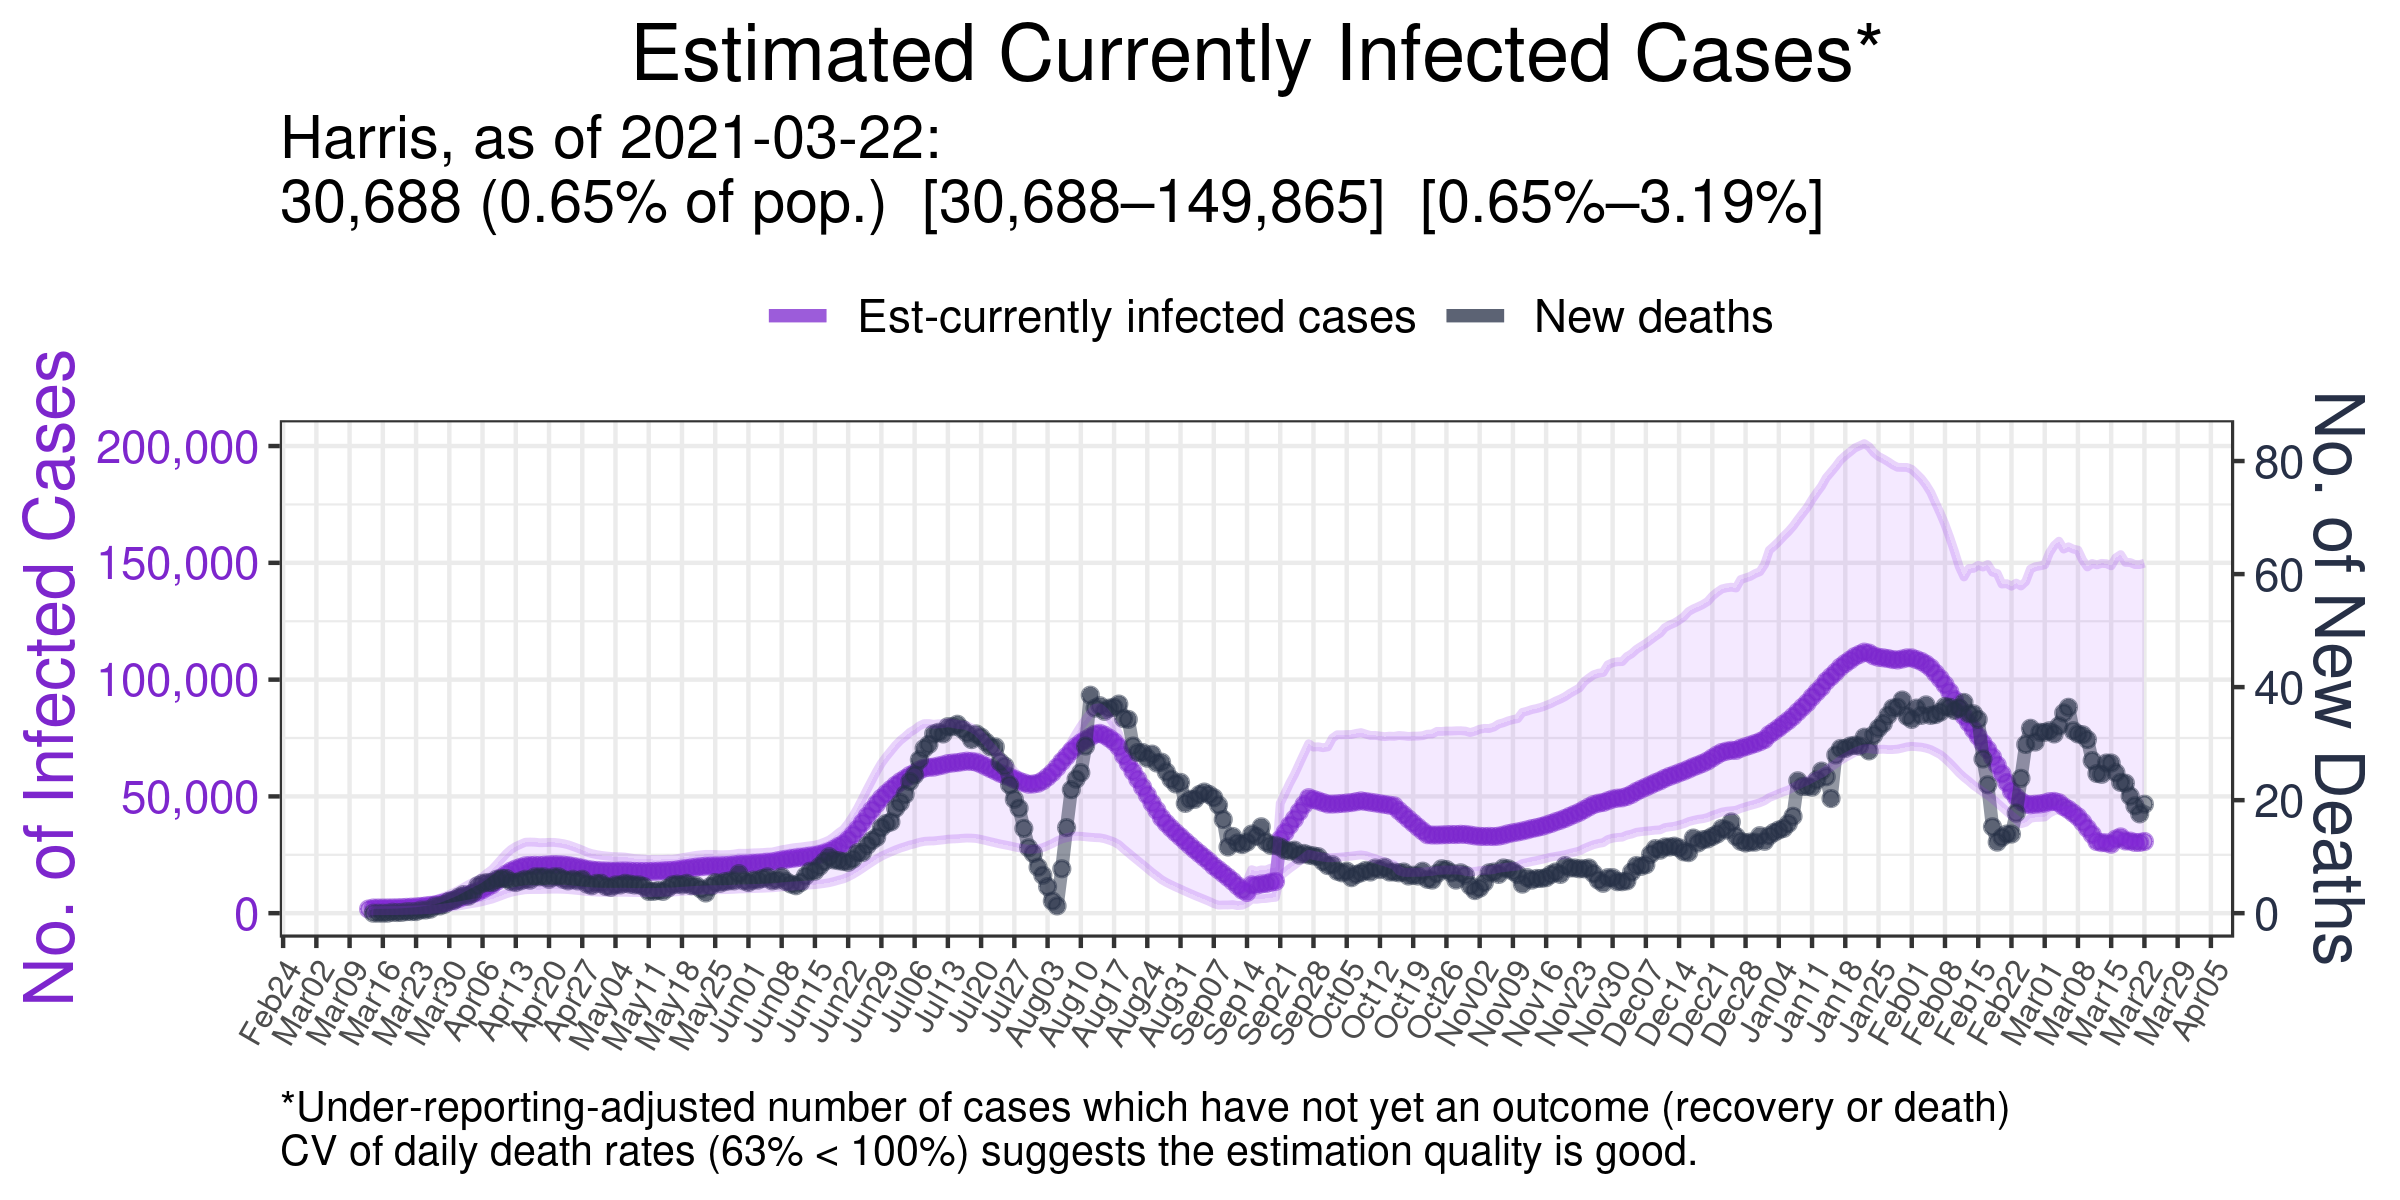 Estimated Currently Infected Cases*
Harris, as of 2021-03-22:
30,688 (0.65% of pop.) [30,688–149,865] [0.65%–3.19%]
Est-currently infected cases
New deaths
No. of Infected Cases
200,000
150,000
100,000
50,000
0
No. of New Deaths
80
60
40
20
0
Feb24
Mar02
Mar09
Mar16
Mar23
Mar30
Apr06
Apr13
Apr20
Apr27
May04
May11
May18
May25
Jun01
Jun08
Jun15
Jun22
Jun29
Jul06
Jul13
Jul20
Jul27
Aug03
Aug10
Aug17
Aug24
Aug31
Sep07
Sep14
Sep21
Sep28
Oct05
Oct12
Oct19
Oct26
Nov02
Nov09
Nov16
Nov23
Nov30
Dec07
Dec14
Dec21
Dec28
Jan04
Jan11
Jan18
Jan25
Feb01
Feb08
Feb15
Feb22
Mar01
Mar08
Mar15
Mar22
Mar29
Apr05
*Under-reporting-adjusted number of cases which have not yet an outcome (recovery or death)
CV of daily death rates (63% < 100%) suggests the estimation quality is good.